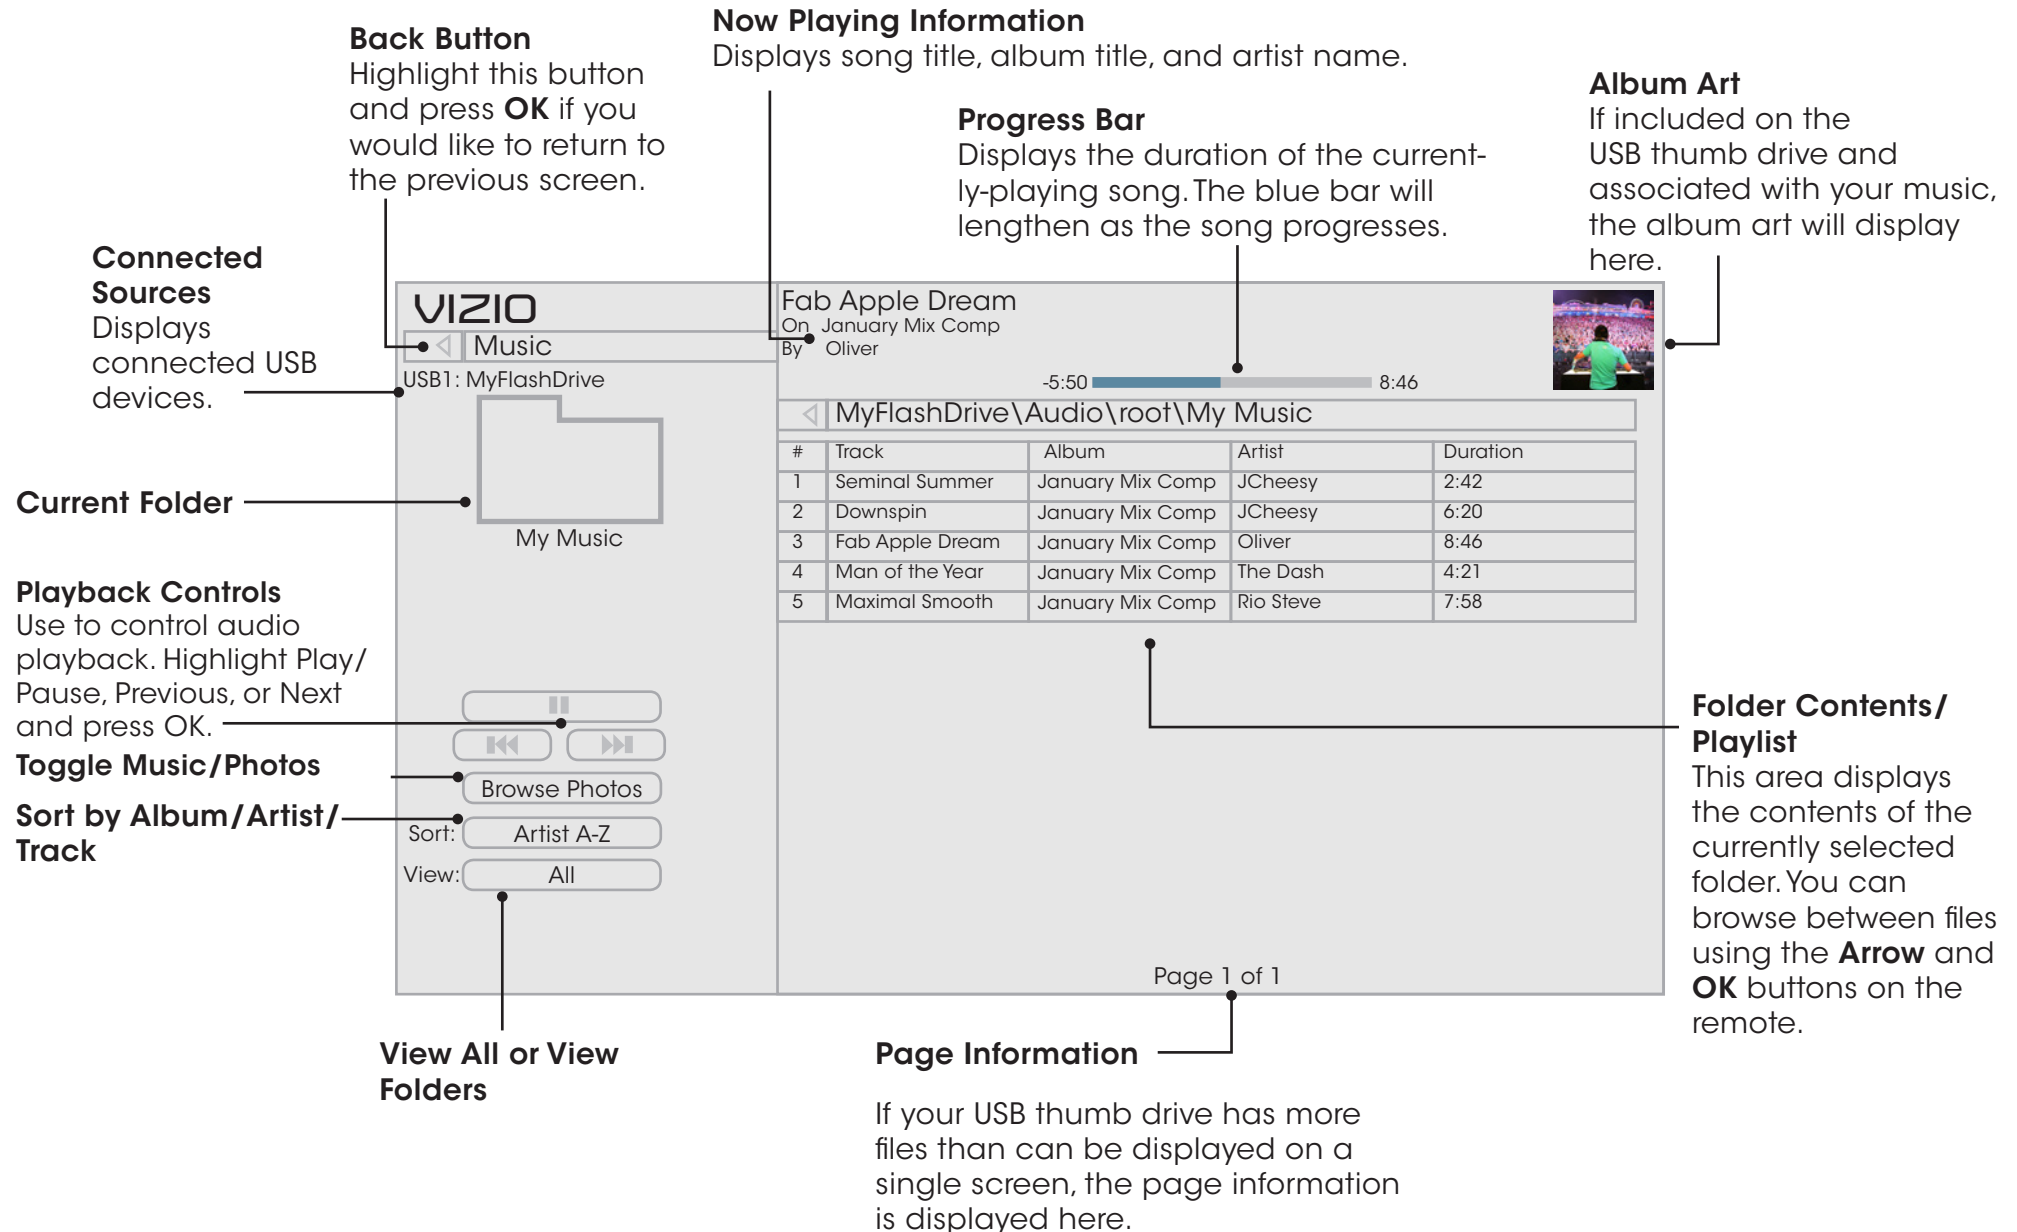 Back Button
Highlight this button
and press OK if you
would like to return to
the previous screen.
Now Playing Information
Displays song title, album title, and artist name.
Progress Bar
Displays the duration of the current-
ly-playing song. The blue bar will
lengthen as the song progresses.
Album Art
If included on the
USB thumb drive and
associated with your music,
the album art will display
here.
Connected
Sources
Displays
connected USB
devices.
Current Folder
Playback Controls
Use to control audio
playback. Highlight Play/
Pause, Previous, or Next
and press OK.
Toggle Music/Photos
Sort by Album/Artist/
Track
VIZIO
Music
USB1: MyFlashDrive
My Music
Browse Photos
Sort: Artist A-Z
View: All
Fab Apple Dream
On January Mix Comp
By Oliver
-5:50 8:46
MyFlashDrive\Audio\root\My Music
# Track Album Artist Duration
1 Seminal Summer January Mix Comp JCheesy 2:42
2 Downspin January Mix Comp JCheesy 6:20
3 Fab Apple Dream January Mix Comp Oliver 8:46
4 Man of the Year January Mix Comp The Dash 4:21
5 Maximal Smooth January Mix Comp Rio Steve 7:58
Page 1 of 1
Folder Contents/
Playlist
This area displays
the contents of the
currently selected
folder. You can
browse between files
using the Arrow and
OK buttons on the
remote.
View All or View
Folders
Page Information
If your USB thumb drive has more
files than can be displayed on a
single screen, the page information
is displayed here.